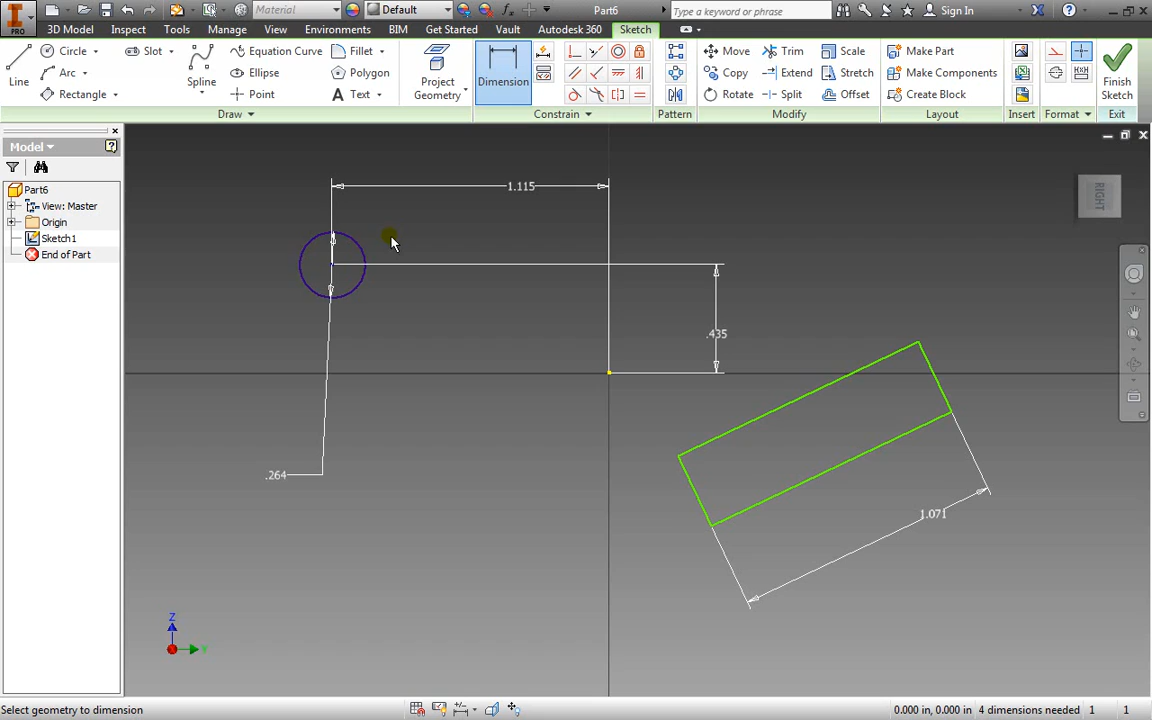 Material
Default
Part6
Type a keyword or phrase
Sign In
PRO
3D Model
Inspect
Tools
Manage
View
Environments
BIM
Get Started
Vault
Autodesk 360
Sketch
Line
Circle
Arc
Rectangle
Slot
Spline
Equation Curve
Ellipse
Point
Fillet
Polygon
Text
Project
Geometry
Dimension
Move
Copy
Rotate
Trim
Extend
Split
Scale
Stretch
Offset
Make Part
Make Components
Create Block
Finish
Sketch
Draw
Constrain
Pattern
Modify
Layout
Insert
Format
Exit
Model
Part6
View: Master
Origin
Sketch1
End of Part
1.115
RIGHT
.435
.264
1.071
Z
Y
Select geometry to dimension
0.000 in, 0.000 in
4 dimensions needed
1
1